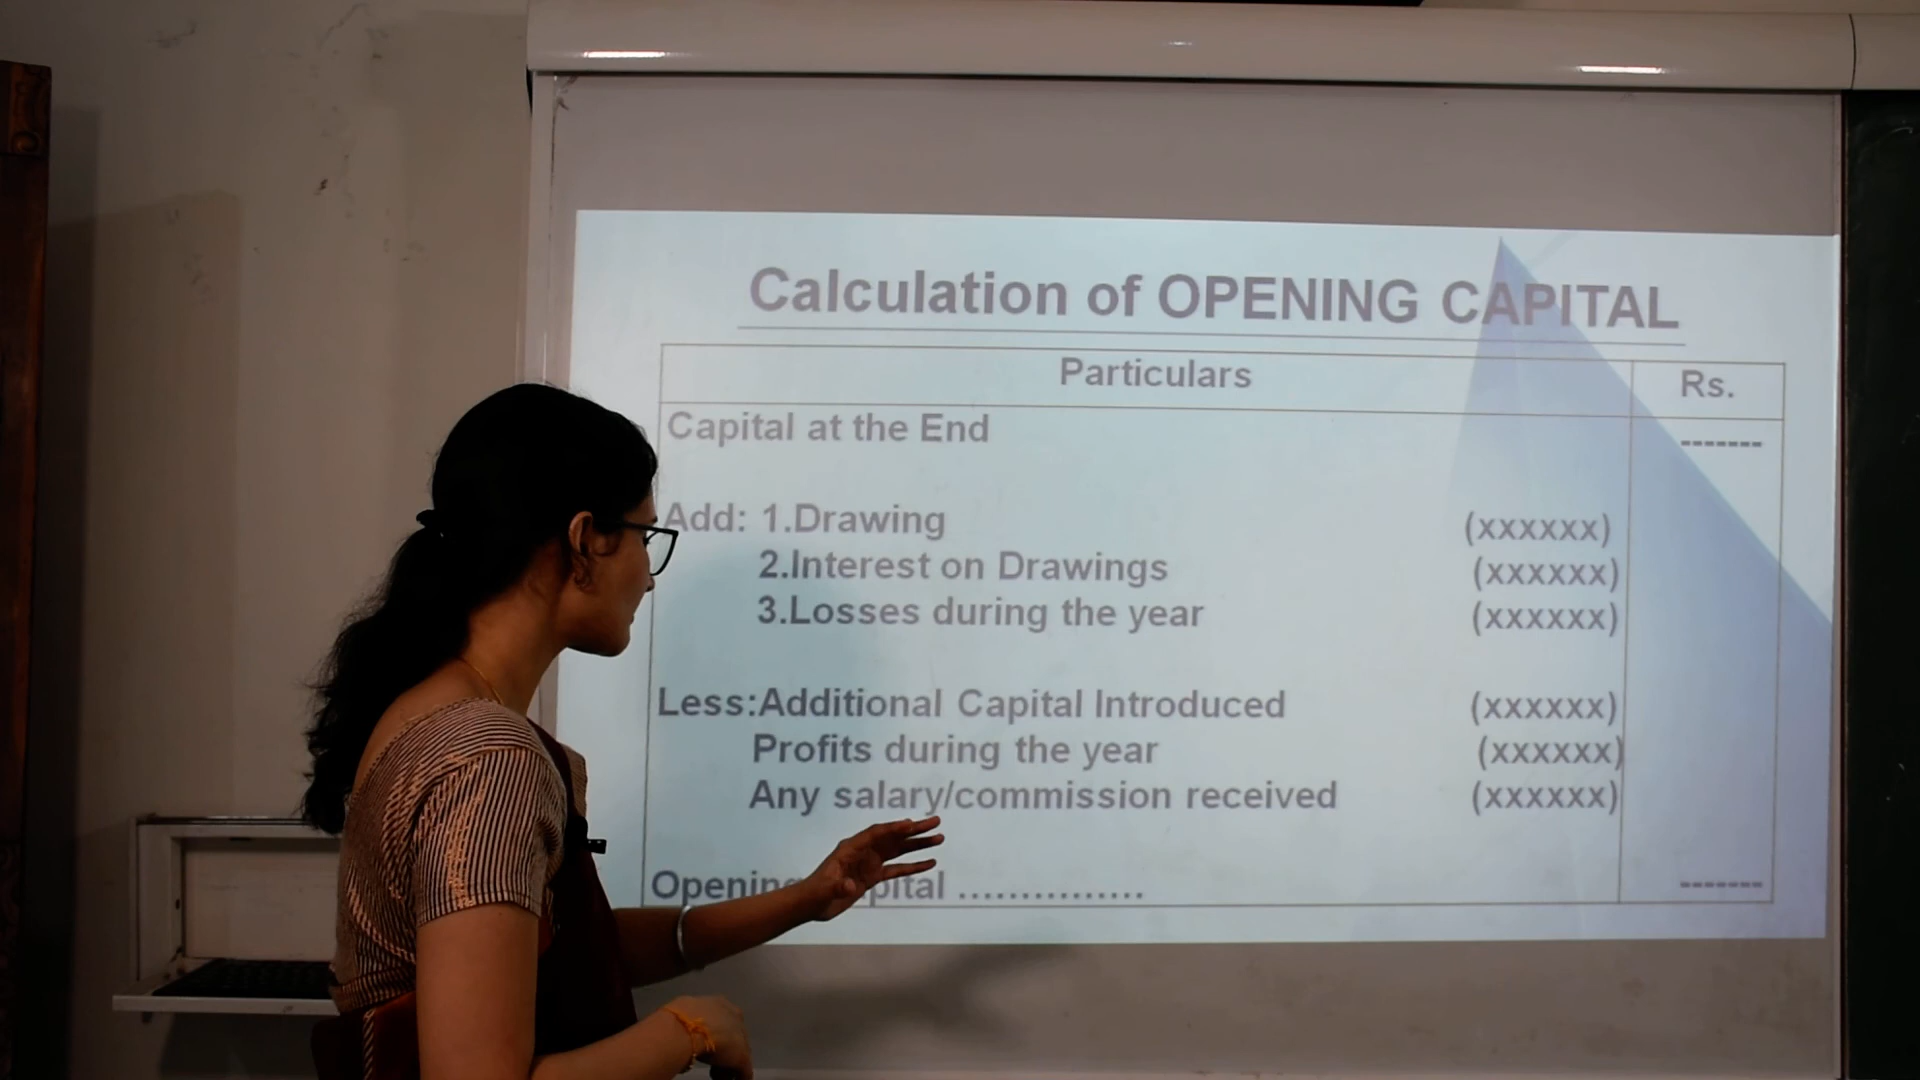 Calculation of OPENING CAPITAL
Particulars Rs.
Capital at the End -------
Add: 1.Drawing (xxxxxx)
2.Interest on Drawings (xxxxxx)
3.Losses during the year (xxxxxx)
Less:Additional Capital Introduced (xxxxxx)
Profits during the year (xxxxxx)
Any salary/commission received (xxxxxx)
Opening Capital ............... -------